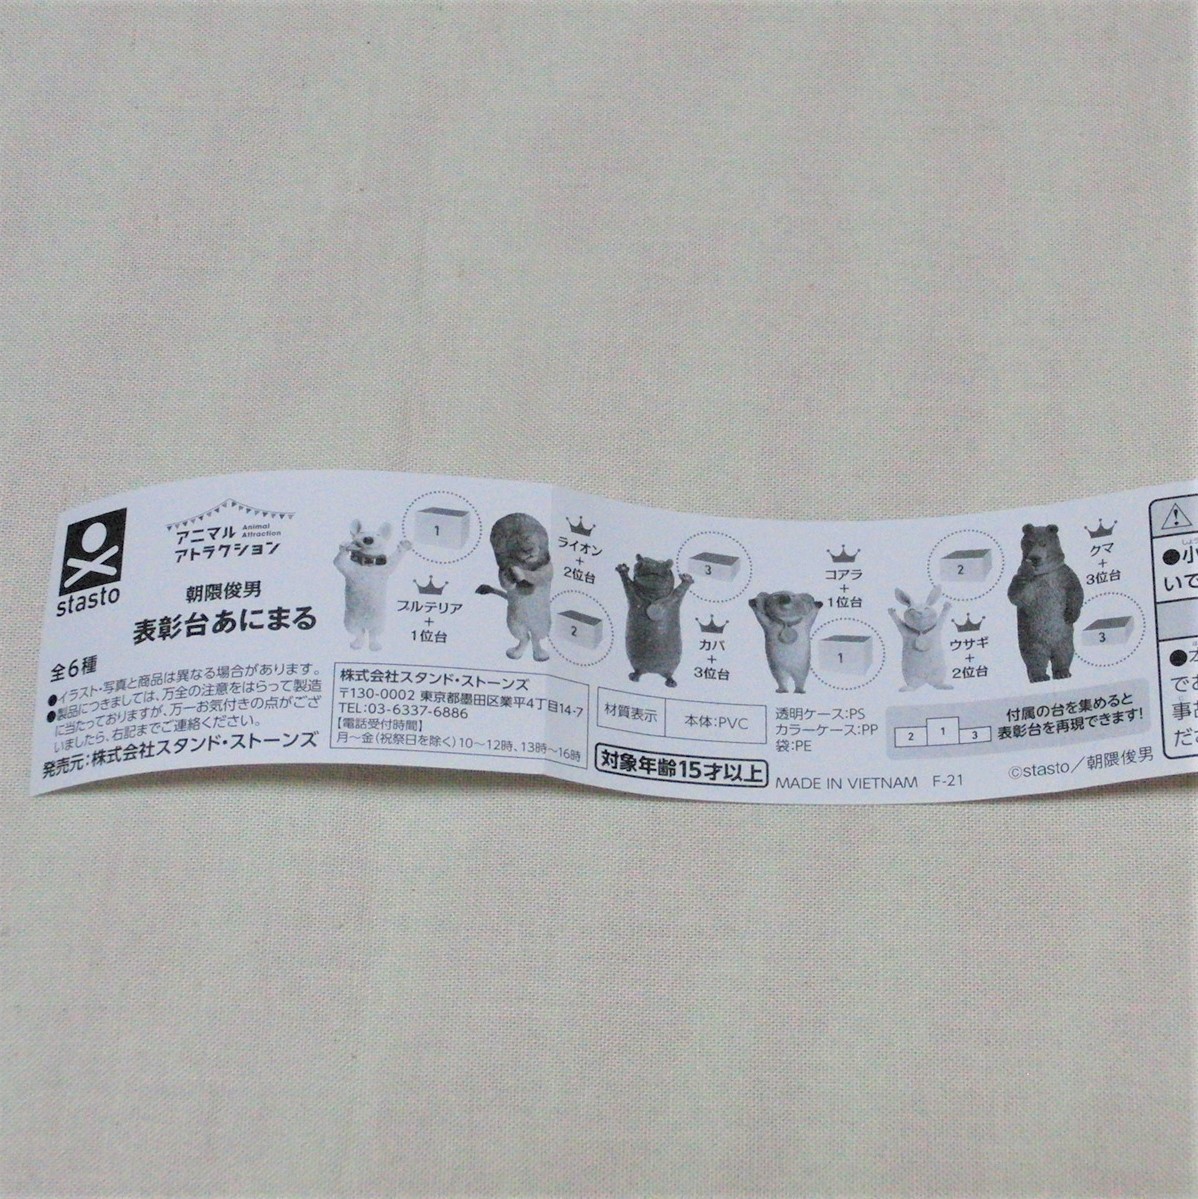 stasto
アニマル
Animal
Attraction
アトラクション
朝隈俊男
表彰台あにまる
全6種
●イラスト・写真と商品は異なる場合があります。
●製品につきましては、万全の注意をはらって製造
に当たっておりますが、万一お気付きの点がござ
いましたら、右記までご連絡ください。
発売元:株式会社スタンド・ストーンズ
株式会社スタンド・ストーンズ
〒130-0002 東京都墨田区業平4丁目14-7
TEL:03-6337-6886
【電話受付時間】
月〜金(祝祭日を除く)10〜12時、13時〜16時
1
ブルテリア
+
1位台
ライオン
+
2位台
2
3
カバ
+
3位台
コアラ
+
1位台
1
2
ウサギ
+
2位台
クマ
+
3位台
3
材質表示
本体:PVC
透明ケース:PS
カラーケース:PP
袋:PE
対象年齢15才以上
MADE IN VIETNAM F-21
2 1 3
付属の台を集めると
表彰台を再現できます!
©stasto/朝隈俊男
●小
いで
でお
事故
ださ